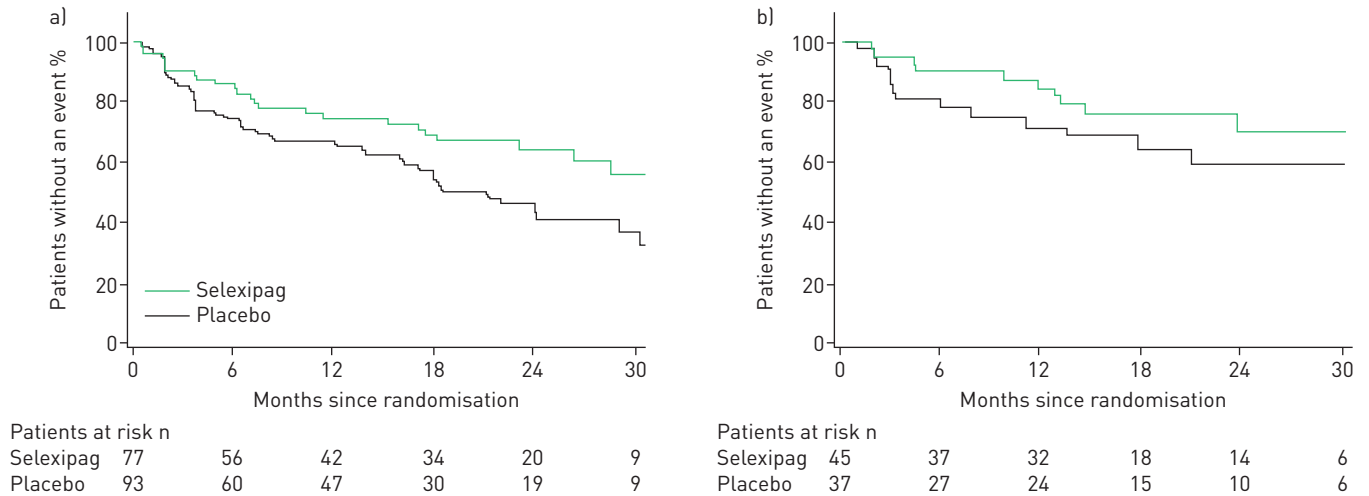 a)
Patients without an event %
100
80
60
40
20
0
Selexipag
Placebo
0 6 12 18 24 30
Months since randomisation
Patients at risk n
Selexipag 77 56 42 34 20 9
Placebo 93 60 47 30 19 9
b)
Patients without an event %
100
80
60
40
20
0
0 6 12 18 24 30
Months since randomisation
Patients at risk n
Selexipag 45 37 32 18 14 6
Placebo 37 27 24 15 10 6